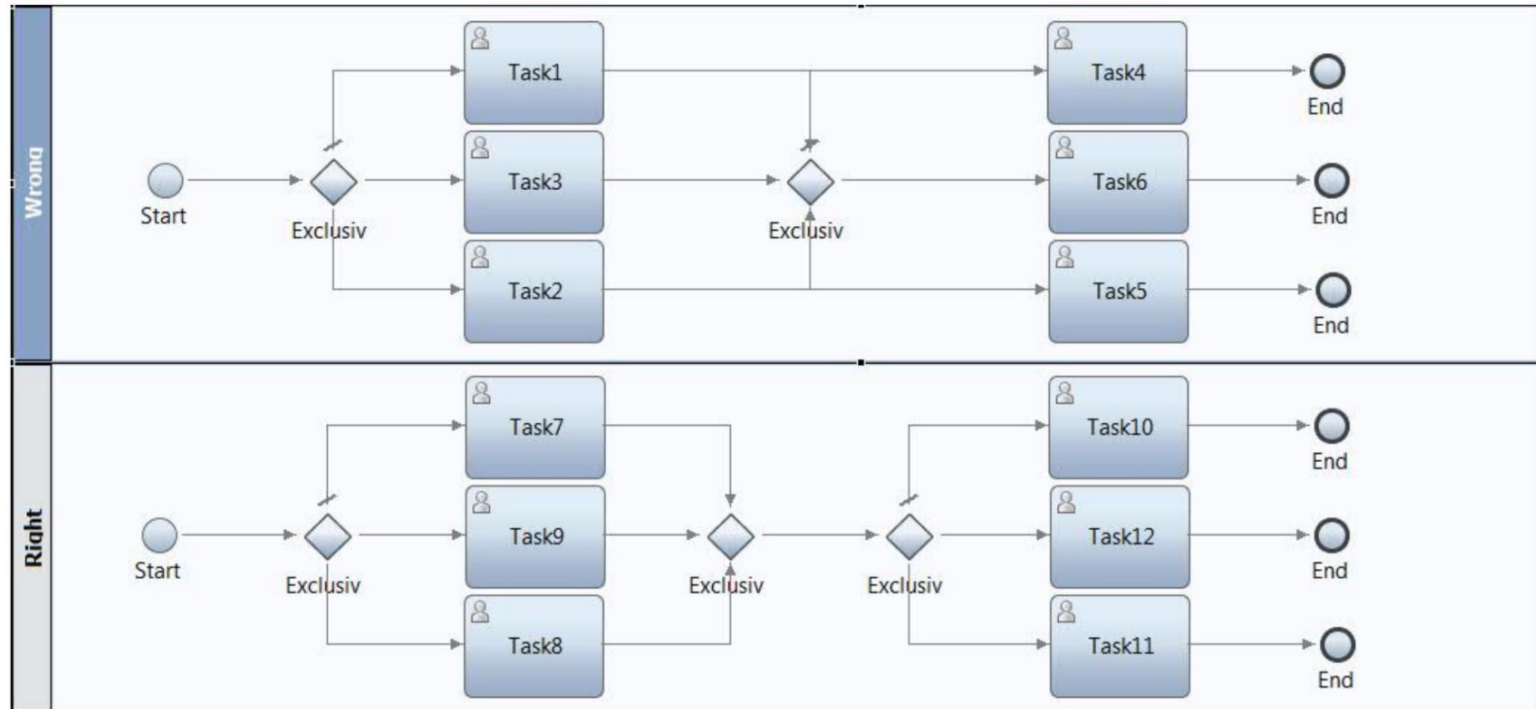 Wrong
Task1
Task4
End
Start
Exclusiv
Task3
Exclusiv
Task6
End
Task2
Task5
End
Right
Task7
Task10
End
Start
Exclusiv
Task9
Exclusiv
Exclusiv
Task12
End
Task8
Task11
End